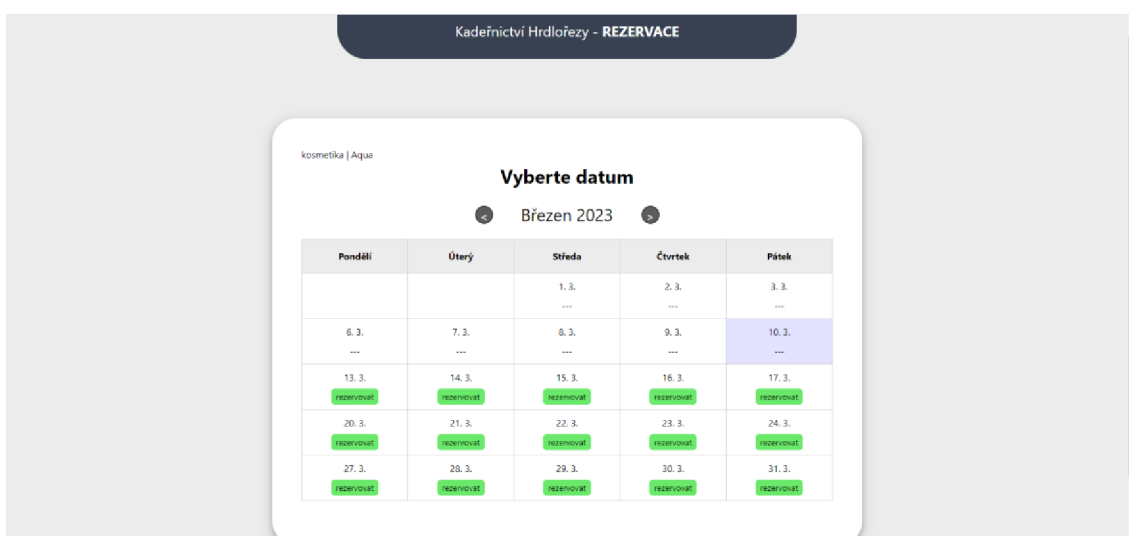 Kadeřnictví Hrdlořezy - REZERVACE
kosmetika | Aqua
Vyberte datum
< Březen 2023 >
Pondělí Úterý Středa Čtvrtek Pátek
1. 3. 2. 3. 3. 3.
--- --- ---
6. 3. 7. 3. 8. 3. 9. 3. 10. 3.
--- --- --- --- ---
13. 3. 14. 3. 15. 3. 16. 3. 17. 3.
rezervovat rezervovat rezervovat rezervovat rezervovat
20. 3. 21. 3. 22. 3. 23. 3. 24. 3.
rezervovat rezervovat rezervovat rezervovat rezervovat
27. 3. 28. 3. 29. 3. 30. 3. 31. 3.
rezervovat rezervovat rezervovat rezervovat rezervovat